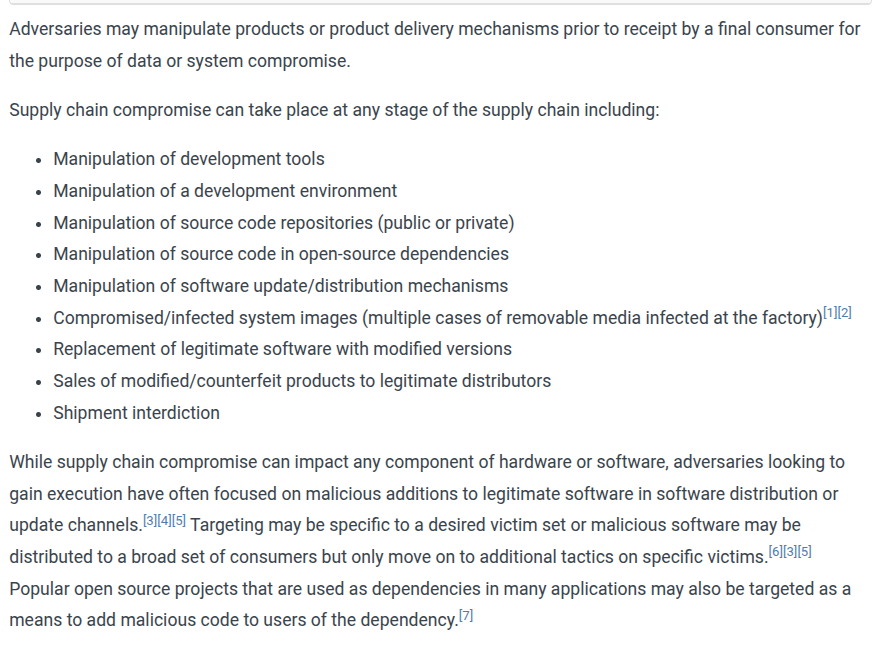 Adversaries may manipulate products or product delivery mechanisms prior to receipt by a final consumer for
the purpose of data or system compromise.
Supply chain compromise can take place at any stage of the supply chain including:
• Manipulation of development tools
• Manipulation of a development environment
• Manipulation of source code repositories (public or private)
• Manipulation of source code in open-source dependencies
• Manipulation of software update/distribution mechanisms
• Compromised/infected system images (multiple cases of removable media infected at the factory)[1][2]
• Replacement of legitimate software with modified versions
• Sales of modified/counterfeit products to legitimate distributors
• Shipment interdiction
While supply chain compromise can impact any component of hardware or software, adversaries looking to
gain execution have often focused on malicious additions to legitimate software in software distribution or
update channels.[3][4][5] Targeting may be specific to a desired victim set or malicious software may be
distributed to a broad set of consumers but only move on to additional tactics on specific victims.[6][3][5]
Popular open source projects that are used as dependencies in many applications may also be targeted as a
means to add malicious code to users of the dependency.[7]